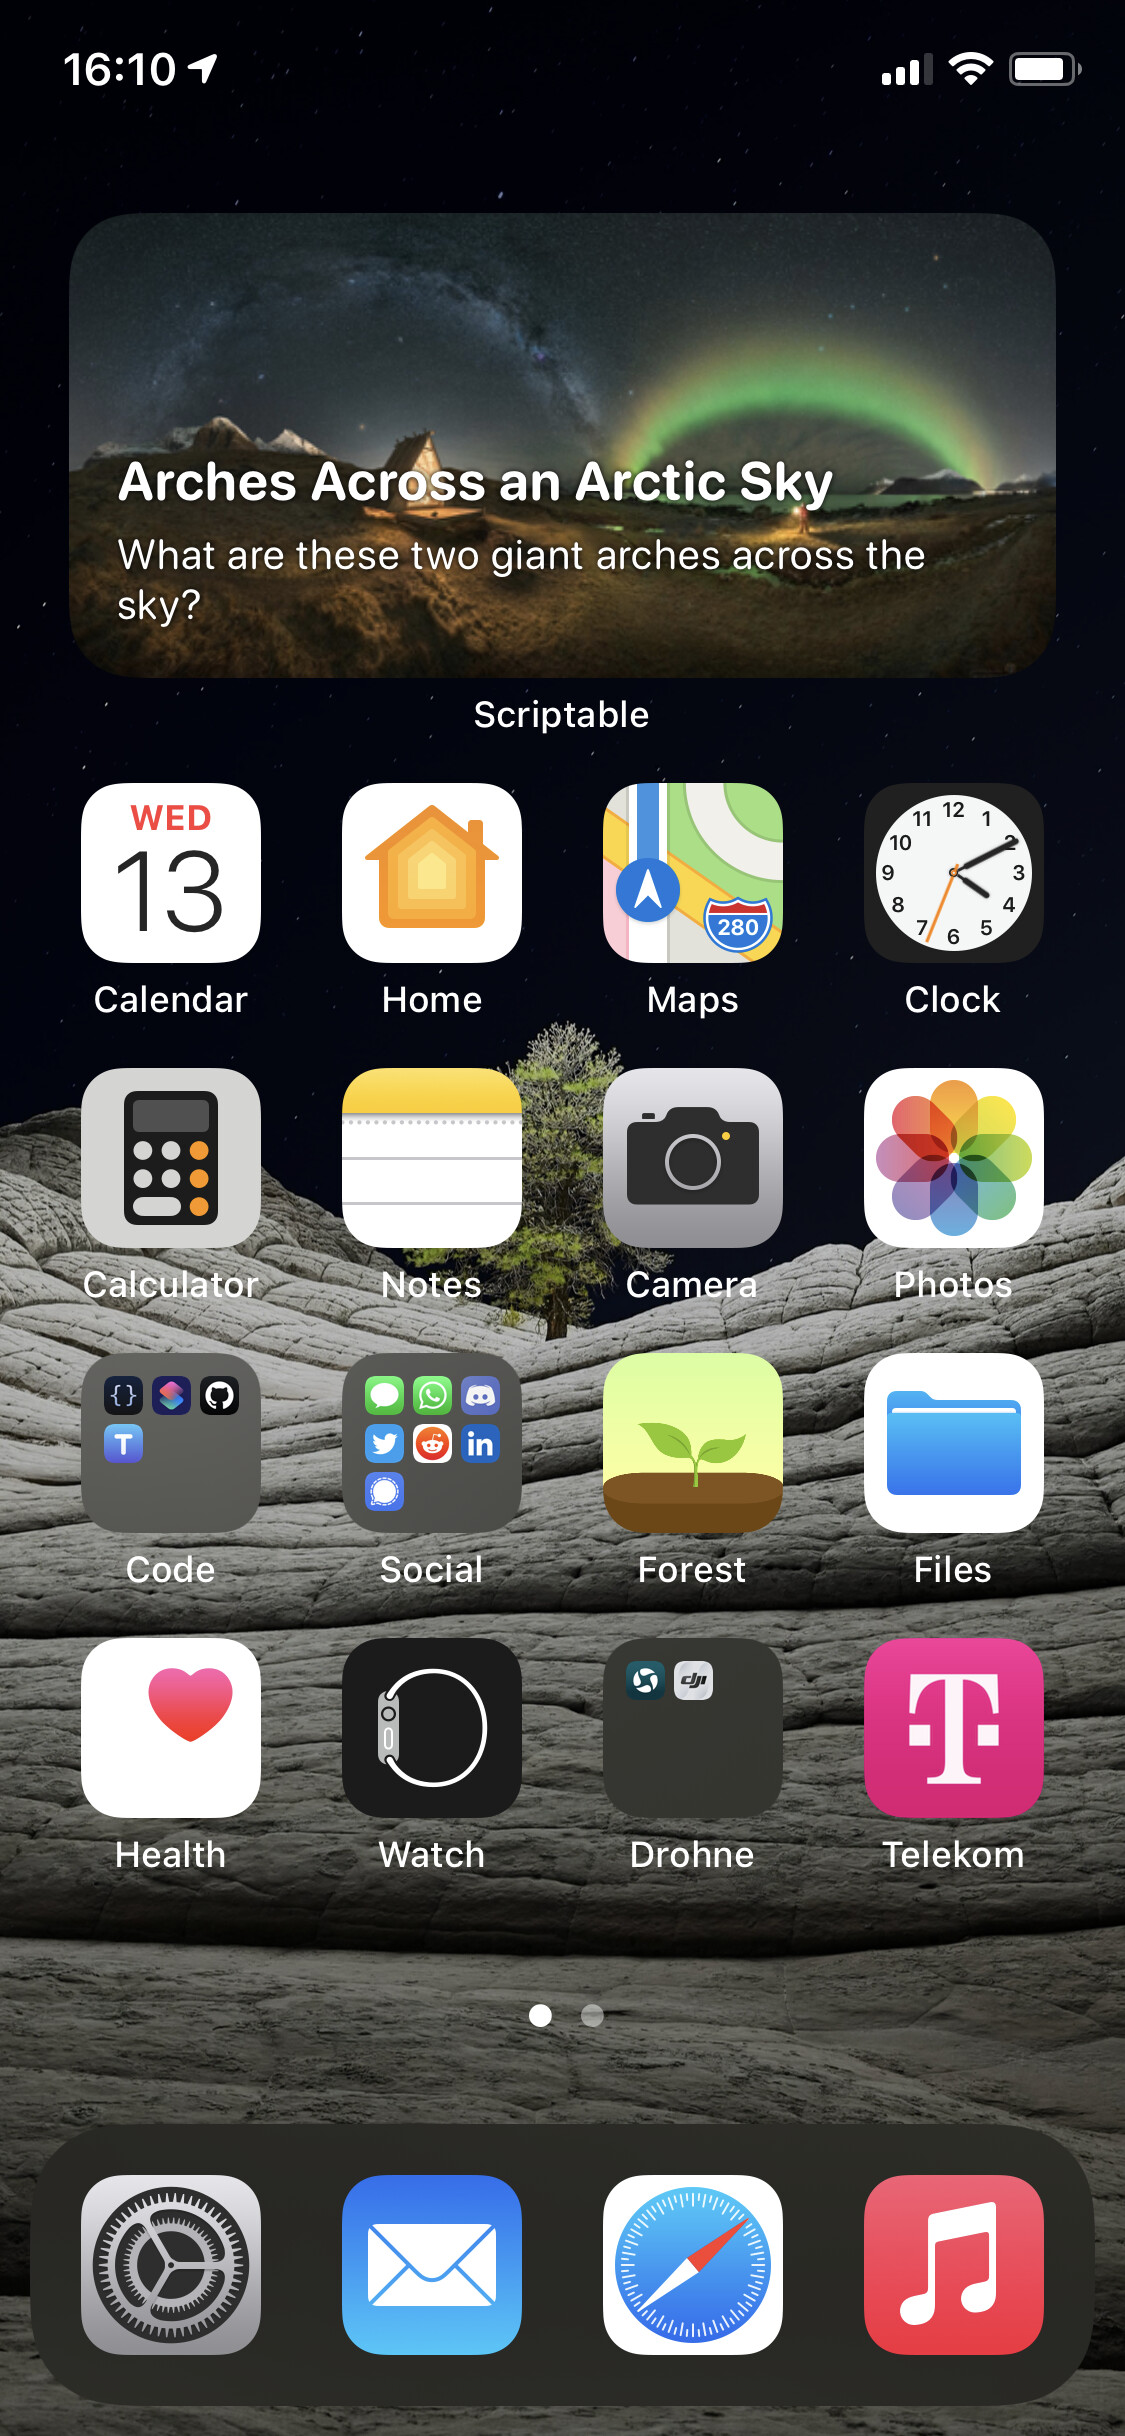 16:10
Arches Across an Arctic Sky
What are these two giant arches across the
sky?
Scriptable
WED
13
280
12
1
2
3
4
5
6
7
8
9
10
11
Calendar
Home
Maps
Clock
Calculator
Notes
Camera
Photos
{}
T
in
Code
Social
Forest
Files
dji
T
Health
Watch
Drohne
Telekom